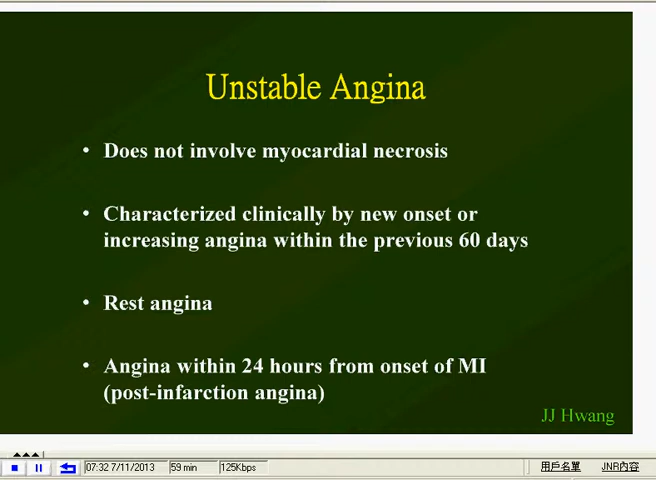 Unstable Angina
• Does not involve myocardial necrosis
• Characterized clinically by new onset or
increasing angina within the previous 60 days
• Rest angina
• Angina within 24 hours from onset of MI
(post-infarction angina)
JJ Hwang
07:32 7/11/2013 59 min 125Kbps 用戶名單 JNR內容